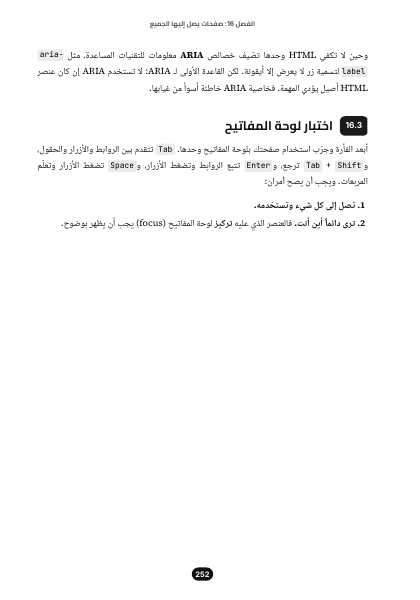 الفصل 16: صفحات يصل إليها الجميع
وحين لا تكفي HTML وحدها تضيف خصائص ARIA معلومات للتقنيات المساعدة، مثل aria-
label لتسمية زر لا يعرض إلا أيقونة. لكن القاعدة الأولى لـ ARIA: لا تستخدم ARIA إن كان عنصر
HTML أصيل يؤدي المهمة. فخاصية ARIA خاطئة أسوأ من غيابها.
16.3 اختبار لوحة المفاتيح
أبعد الفأرة وجرّب استخدام صفحتك بلوحة المفاتيح وحدها. Tab تتقدم بين الروابط والأزرار والحقول،
و Shift + Tab ترجع، و Enter تتبع الروابط وتضغط الأزرار، و Space تضغط الأزرار وتعلّم
المربعات. ويجب أن يصح أمران:
1. تصل إلى كل شيء وتستخدمه.
2. ترى دائماً أين أنت. فالعنصر الذي عليه تركيز لوحة المفاتيح (focus) يجب أن يظهر بوضوح.
252